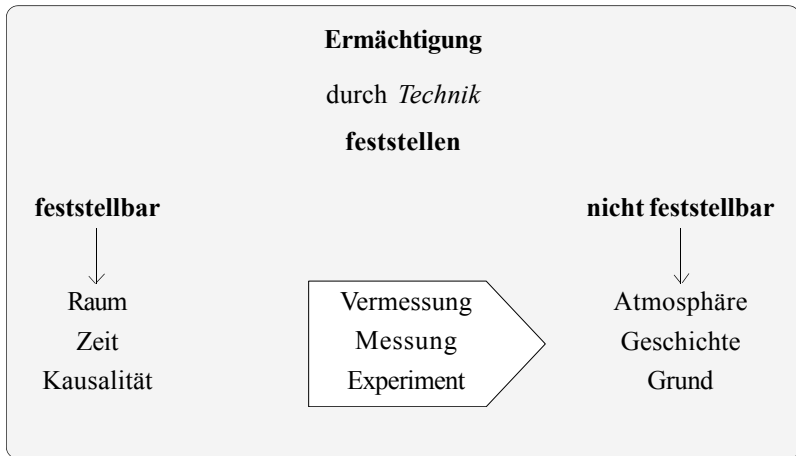 Ermächtigung
durch Technik
feststellen
feststellbar
nicht feststellbar
Raum
Zeit
Kausalität
Vermessung
Messung
Experiment
Atmosphäre
Geschichte
Grund